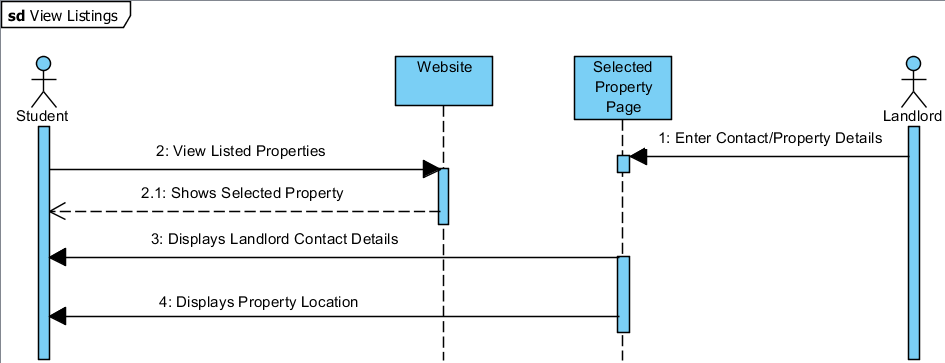 sd View Listings
Website
Selected
Property
Page
Student
Landlord
1: Enter Contact/Property Details
2: View Listed Properties
2.1: Shows Selected Property
3: Displays Landlord Contact Details
4: Displays Property Location